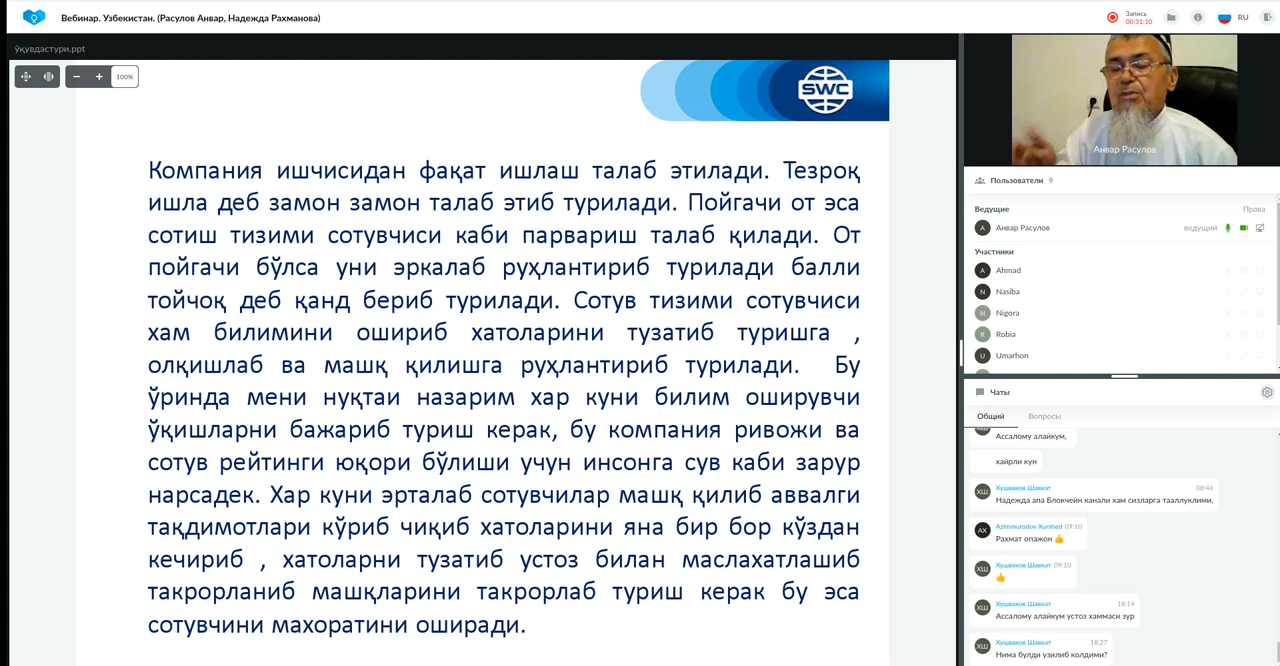 Вебинар. Узбекистан. (Расулов Анвар, Надежда Рахманова)
Запись
00:31:10
RU
ўқувдастури.ppt
100%
SWC
Компания ишчисидан фақат ишлаш талаб этилади. Тезроқ
ишла деб замон замон талаб этиб турилади. Пойгачи от эса
сотиш тизими сотувчиси каби парвариш талаб қилади. От
пойгачи бўлса уни эркалаб руҳлантириб турилади балли
тойчоқ деб қанд бериб турилади. Сотув тизими сотувчиси
хам билимини ошириб хатоларини тузатиб туришга ,
олқишлаб ва машқ қилишга руҳлантириб турилади. Бу
ўринда мени нуқтаи назарим хар куни билим оширувчи
ўқишларни бажариб туриш керак, бу компания ривожи ва
сотув рейтинги юқори бўлиши учун инсонга сув каби зарур
нарсадек. Хар куни эрталаб сотувчилар машқ қилиб аввалги
тақдимотлари кўриб чиқиб хатоларини яна бир бор кўздан
кечириб , хатоларни тузатиб устоз билан маслахатлашиб
такрорланиб машқларини такрорлаб туриш керак бу эса
сотувчини махоратини оширади.
Анвар Расулов
Пользователи 9
Ведущие Права
А Анвар Расулов ведущий
Участники
A Ahmad
N Nasiba
N Nigora
R Robia
U Umarhon
Чаты
Общий Вопросы
Ассалому алайкум,
хайрли кун
ХШ Хушваков Шавкат 08:46
Надежда апа Блокчейн канали хам сизларга тааллуклими,
AX Azimmurodov Xurshed 09:10
Рахмат опажон 👍
ХШ Хушваков Шавкат 09:10
👍
ХШ Хушваков Шавкат 18:14
Ассалому алайкум устоз хаммаси зур
ХШ Хушваков Шавкат 18:27
Нима булди узилиб колдими?